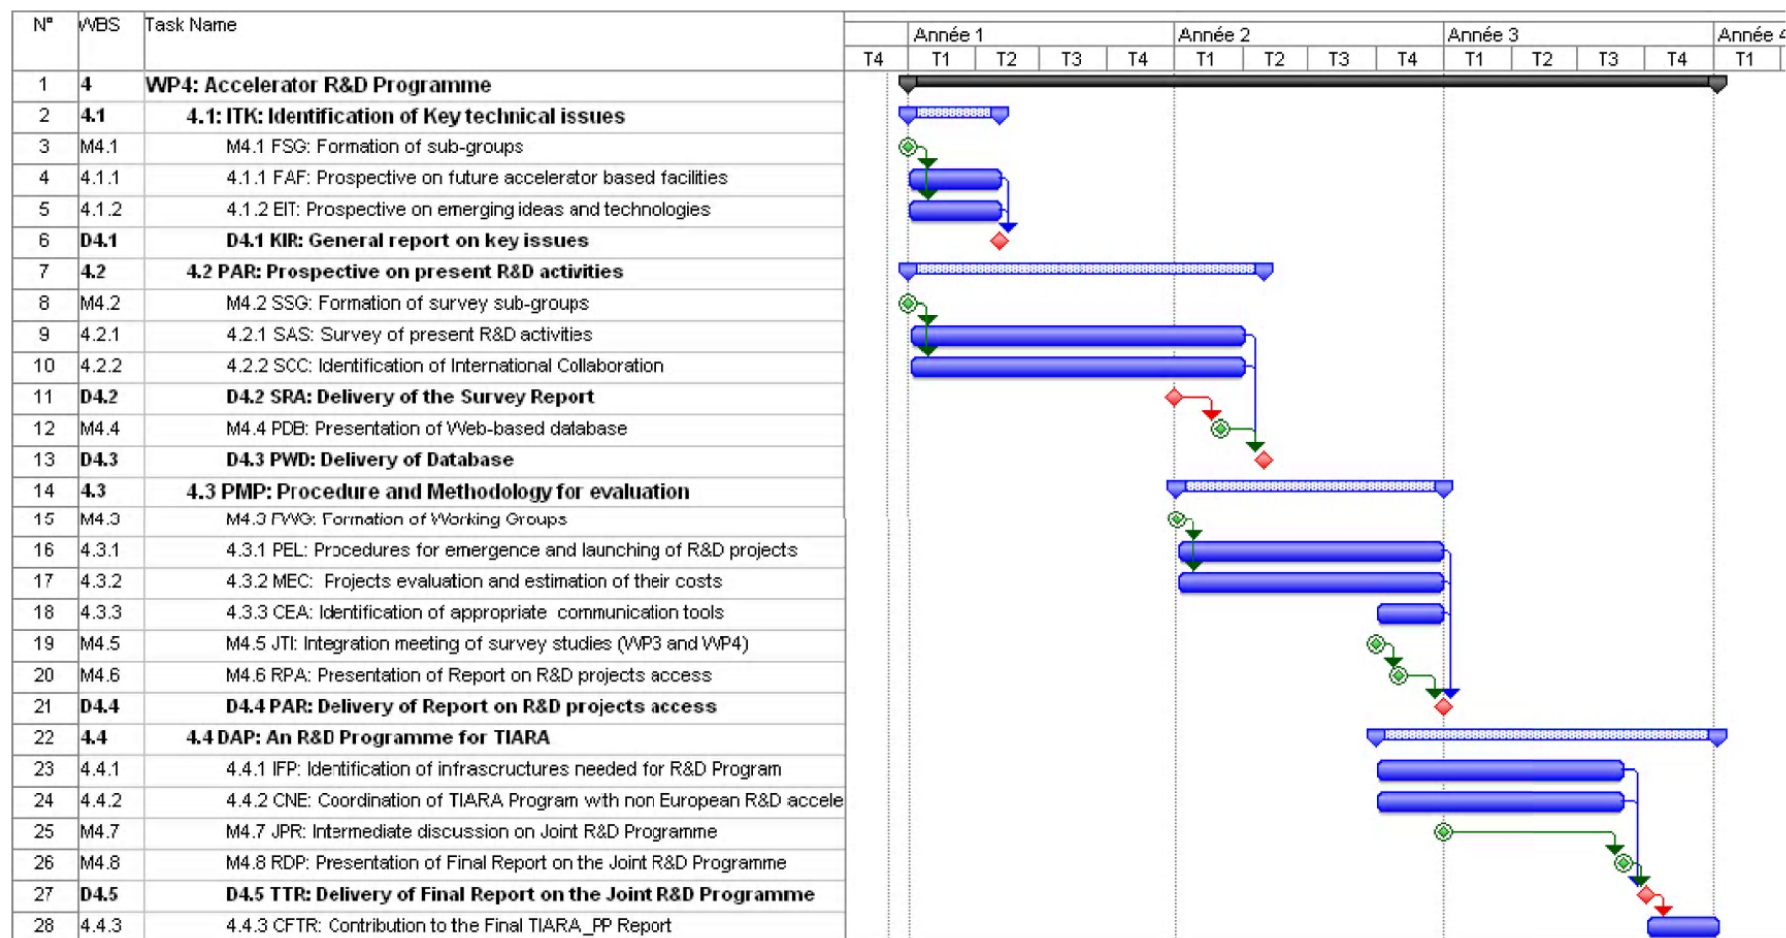 N° WBS Task Name
Année 1 Année 2 Année 3 Année 4
T4 T1 T2 T3 T4 T1 T2 T3 T4 T1 T2 T3 T4 T1
1 4 WP4: Accelerator R&D Programme
2 4.1 4.1: ITK: Identification of Key technical issues
3 M4.1 M4.1 FSG: Formation of sub-groups
4 4.1.1 4.1.1 FAF: Prospective on future accelerator based facilities
5 4.1.2 4.1.2 EIT: Prospective on emerging ideas and technologies
6 D4.1 D4.1 KIR: General report on key issues
7 4.2 4.2 PAR: Prospective on present R&D activities
8 M4.2 M4.2 SSG: Formation of survey sub-groups
9 4.2.1 4.2.1 SAS: Survey of present R&D activities
10 4.2.2 4.2.2 SCC: Identification of International Collaboration
11 D4.2 D4.2 SRA: Delivery of the Survey Report
12 M4.4 M4.4 PDB: Presentation of Web-based database
13 D4.3 D4.3 PWD: Delivery of Database
14 4.3 4.3 PMP: Procedure and Methodology for evaluation
15 M4.3 M4.3 FWG: Formation of Working Groups
16 4.3.1 4.3.1 PEL: Procedures for emergence and launching of R&D projects
17 4.3.2 4.3.2 MEC: Projects evaluation and estimation of their costs
18 4.3.3 4.3.3 CEA: Identification of appropriate communication tools
19 M4.5 M4.5 JTI: Integration meeting of survey studies (WP3 and WP4)
20 M4.6 M4.6 RPA: Presentation of Report on R&D projects access
21 D4.4 D4.4 PAR: Delivery of Report on R&D projects access
22 4.4 4.4 DAP: An R&D Programme for TIARA
23 4.4.1 4.4.1 IFP: Identification of infrascructures needed for R&D Program
24 4.4.2 4.4.2 CNE: Coordination of TIARA Program with non European R&D accele
25 M4.7 M4.7 JPR: Intermediate discussion on Joint R&D Programme
26 M4.8 M4.8 RDP: Presentation of Final Report on the Joint R&D Programme
27 D4.5 D4.5 TTR: Delivery of Final Report on the Joint R&D Programme
28 4.4.3 4.4.3 CFTR: Contribution to the Final TIARA_PP Report